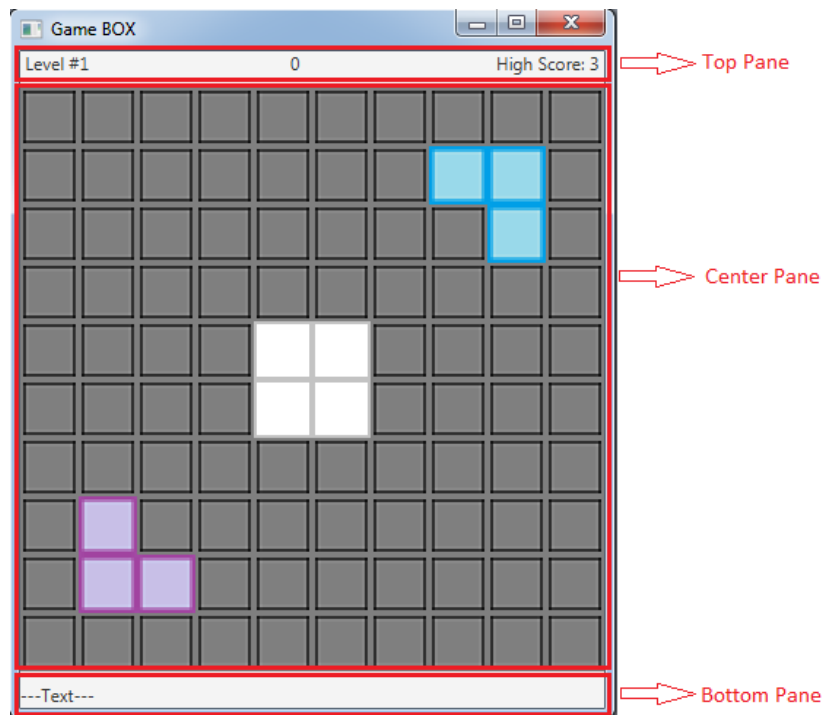 Game BOX
Level #1 0 High Score: 3
Top Pane
Center Pane
---Text---
Bottom Pane